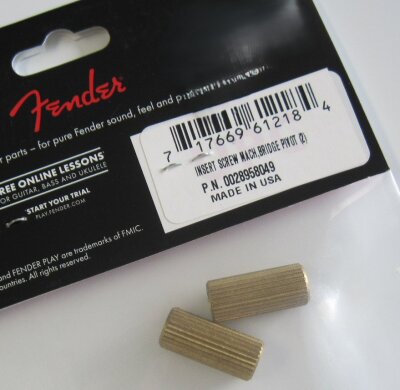 Fender
r parts – for pure Fender sound, feel and
7 17669 61218 4
INSERT SCREW MACH,BRIDGE PIVOT (2)
P.N. 0028958049
MADE IN USA
REE ONLINE LESSONS
FOR GUITAR, BASS AND UKULELE
START YOUR TRIAL
PLAY.FENDER.COM
and FENDER PLAY are trademarks of FMIC.
ountries. All rights reserved.